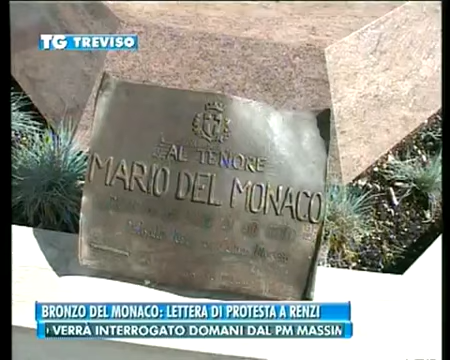 TG TREVISO
AL TENORE
MARIO DEL MONACO
BRONZO DEL MONACO: LETTERA DI PROTESTA A RENZI
VERRÀ INTERROGATO DOMANI DAL PM MASSIM